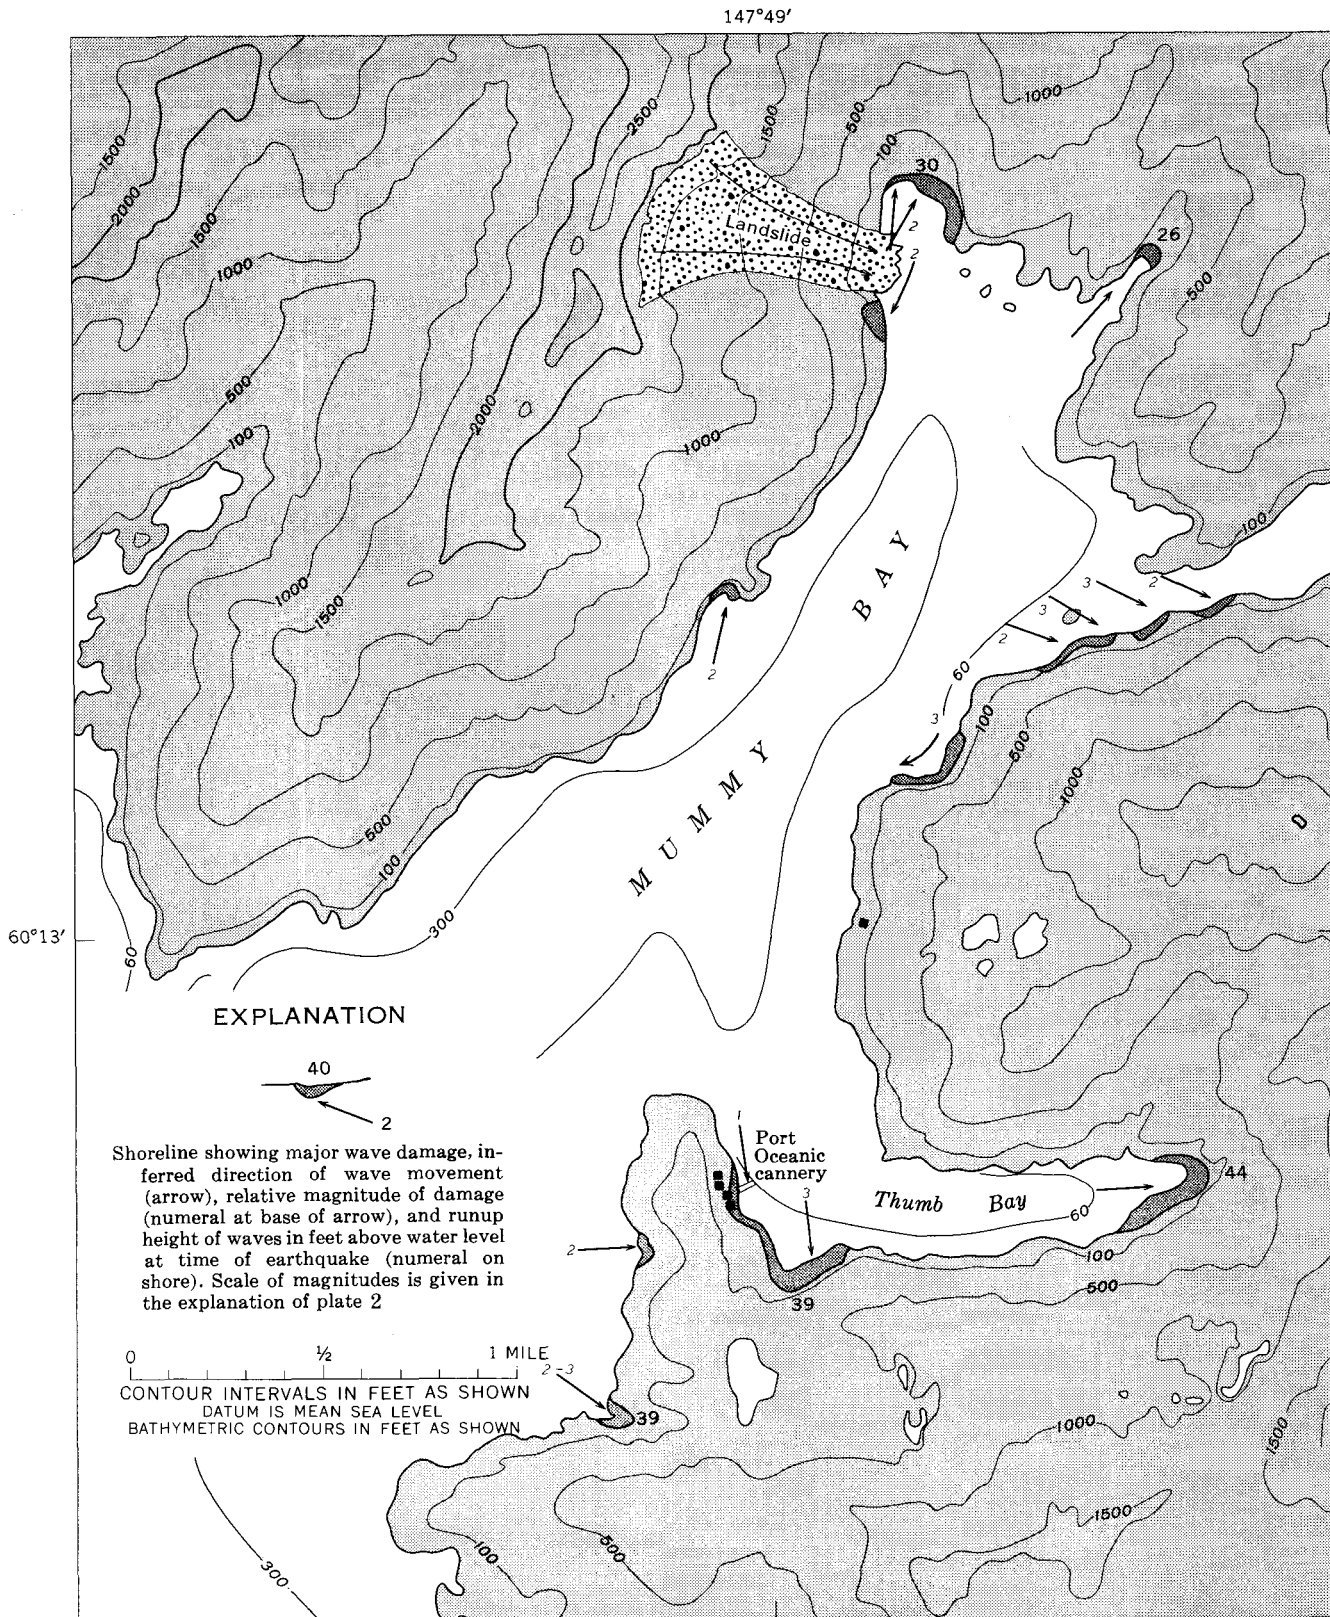 147°49′
1000
2500
1500
500
100
1500
30
2000
1500
26
2
Landslide
2
1000
500
500
2000
100
1000
100
BAY
1000
3
2
1500
3
2
2
60
3
100
500
MUMMY
1000
500
100
300
60°13′
60
EXPLANATION
40
2
Shoreline showing major wave damage, in-
ferred direction of wave movement
(arrow), relative magnitude of damage
(numeral at base of arrow), and runup
height of waves in feet above water level
at time of earthquake (numeral on
shore). Scale of magnitudes is given in
the explanation of plate 2
1
Port
Oceanic
cannery
3
44
Thumb Bay
60
2
100
500
39
0 ½ 1 MILE
2-3
CONTOUR INTERVALS IN FEET AS SHOWN
DATUM IS MEAN SEA LEVEL
BATHYMETRIC CONTOURS IN FEET AS SHOWN
39
1000
1500
1500
100
500
300